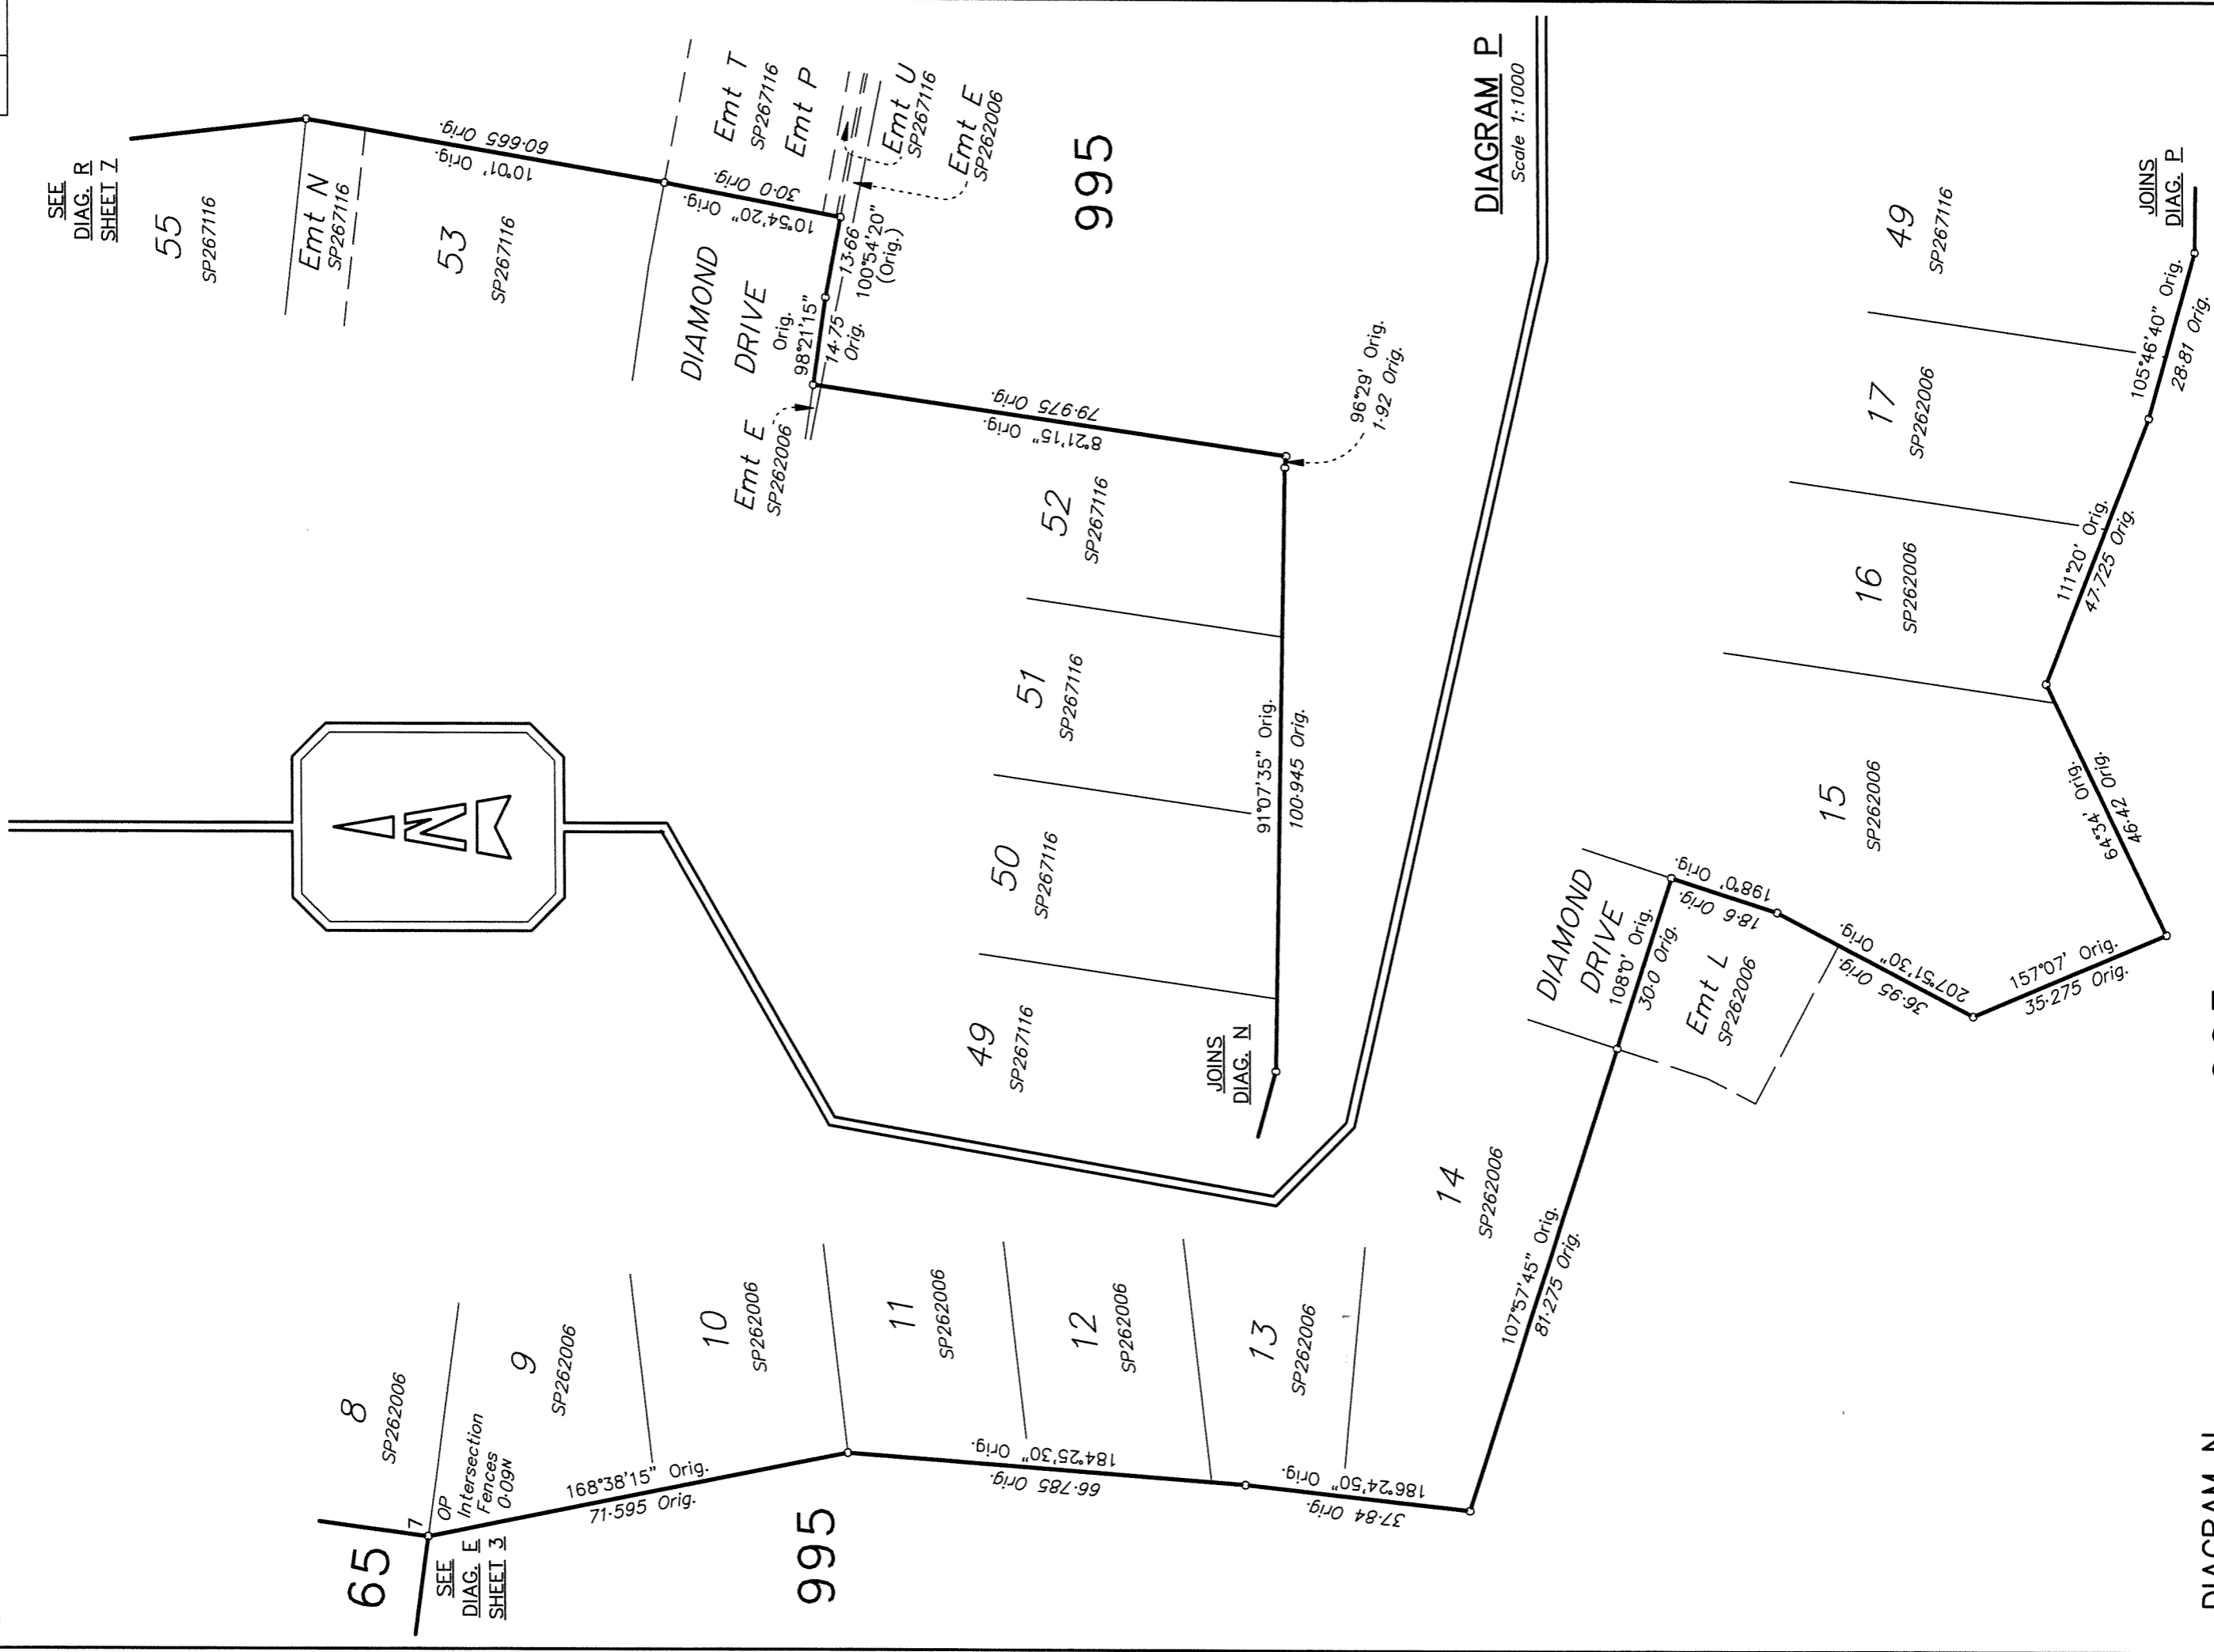 SEE
DIAG. R
SHEET 7
55
SP267116
Emt N
SP267116
53
SP267116
10°01' Orig.
60·665 Orig.
Emt T
SP267116
Emt P
Emt U
SP267116
Emt E
SP262006
10°54'20" Orig.
30·0 Orig.
DIAMOND
DRIVE
Orig.
98°21'15"
14·75
Orig.
13·66
100°54'20"
(Orig.)
995
Emt E
SP262006
8°21'15" Orig.
79·975 Orig.
96°29' Orig.
1·92 Orig.
52
SP267116
51
SP267116
50
SP267116
49
SP267116
91°07'35" Orig.
100·945 Orig.
JOINS
DIAG. N
DIAGRAM P
Scale 1:1000
N
65
7
OP
Intersection
Fences
0·09N
SEE
DIAG. E
SHEET 3
8
SP262006
9
SP262006
168°38'15" Orig.
71·595 Orig.
10
SP262006
995
11
SP262006
184°25'30" Orig.
66·785 Orig.
12
SP262006
13
SP262006
186°24'50" Orig.
37·84 Orig.
14
SP262006
107°57'45" Orig.
81·275 Orig.
DIAMOND
DRIVE
108°0' Orig.
30·0 Orig.
Emt L
SP262006
198°0' Orig.
18·6 Orig.
207°51'30" Orig.
36·95 Orig.
157°07' Orig.
35·275 Orig.
15
SP262006
64°34' Orig.
46·42 Orig.
16
SP262006
111°20' Orig.
47·725 Orig.
17
SP262006
105°46'40" Orig.
28·81 Orig.
49
SP267116
JOINS
DIAG. P
DIAGRAM N